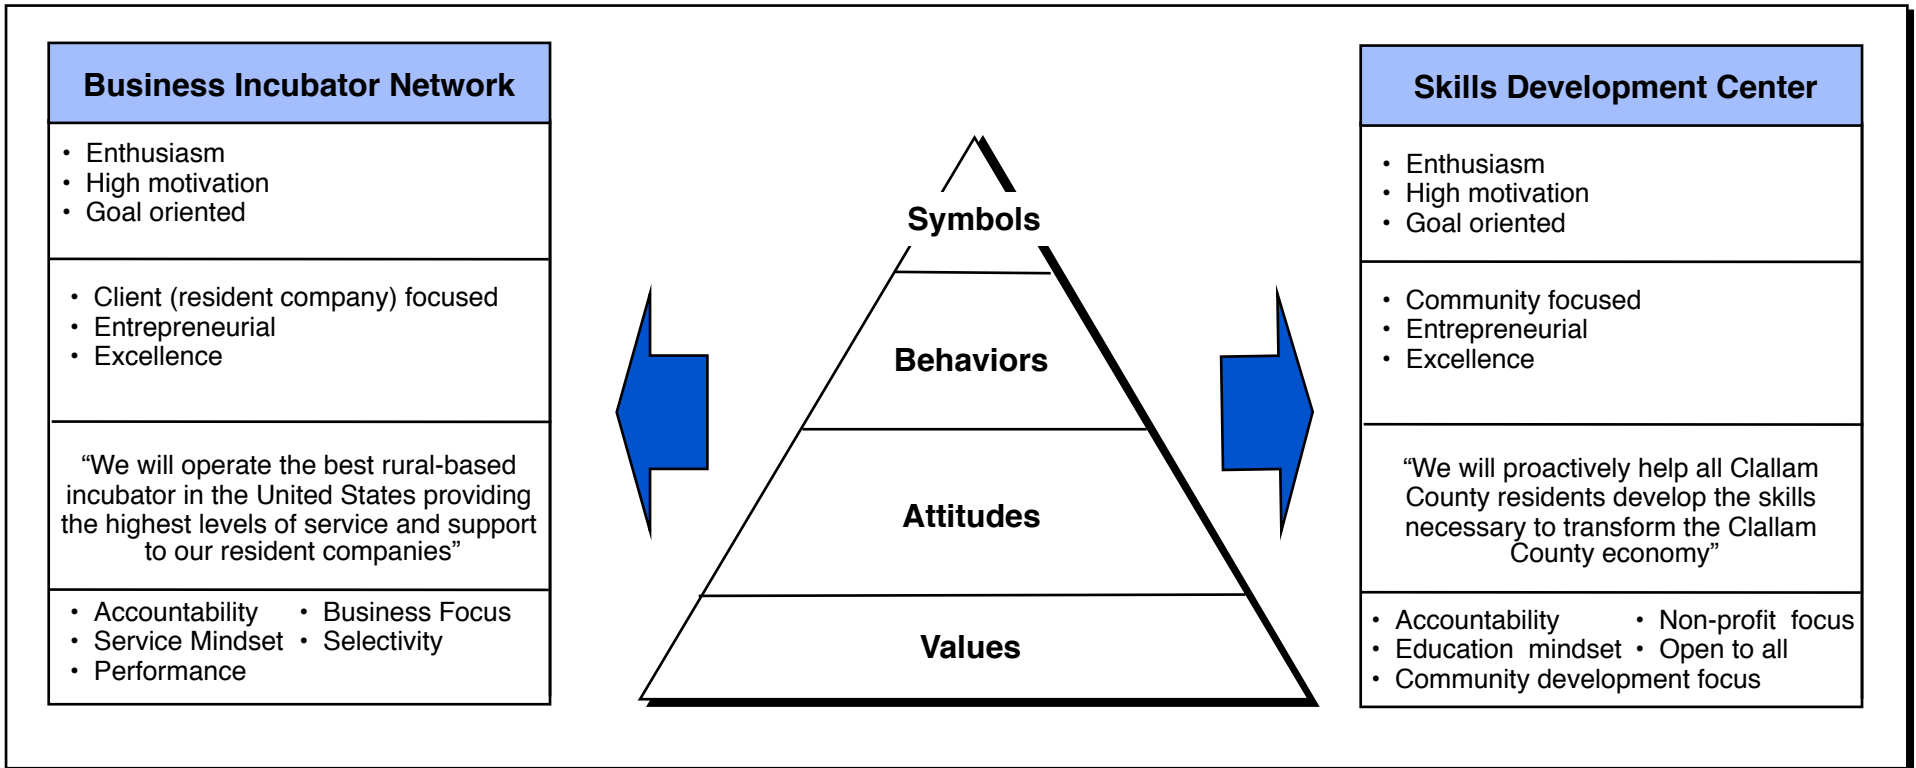 Business Incubator Network
• Enthusiasm
• High motivation
• Goal oriented
• Client (resident company) focused
• Entrepreneurial
• Excellence
“We will operate the best rural-based
incubator in the United States providing
the highest levels of service and support
to our resident companies”
• Accountability • Business Focus
• Service Mindset • Selectivity
• Performance
Symbols
Behaviors
Attitudes
Values
Skills Development Center
• Enthusiasm
• High motivation
• Goal oriented
• Community focused
• Entrepreneurial
• Excellence
“We will proactively help all Clallam
County residents develop the skills
necessary to transform the Clallam
County economy”
• Accountability • Non-profit focus
• Education mindset • Open to all
• Community development focus